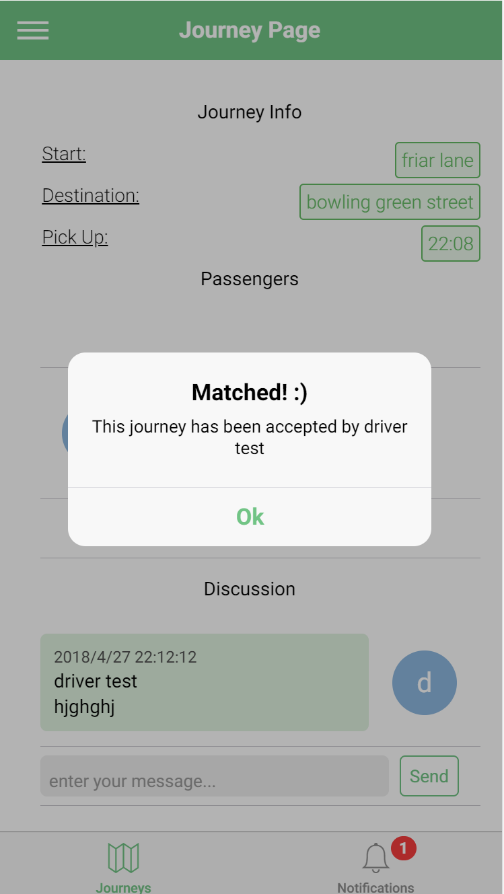 Journey Page
Journey Info
Start:
friar lane
Destination:
bowling green street
Pick Up:
22:08
Passengers
Matched! :)
This journey has been accepted by driver
test
Ok
Discussion
2018/4/27 22:12:12
driver test
hjghghj
d
enter your message...
Send
1
Journeys
Notifications